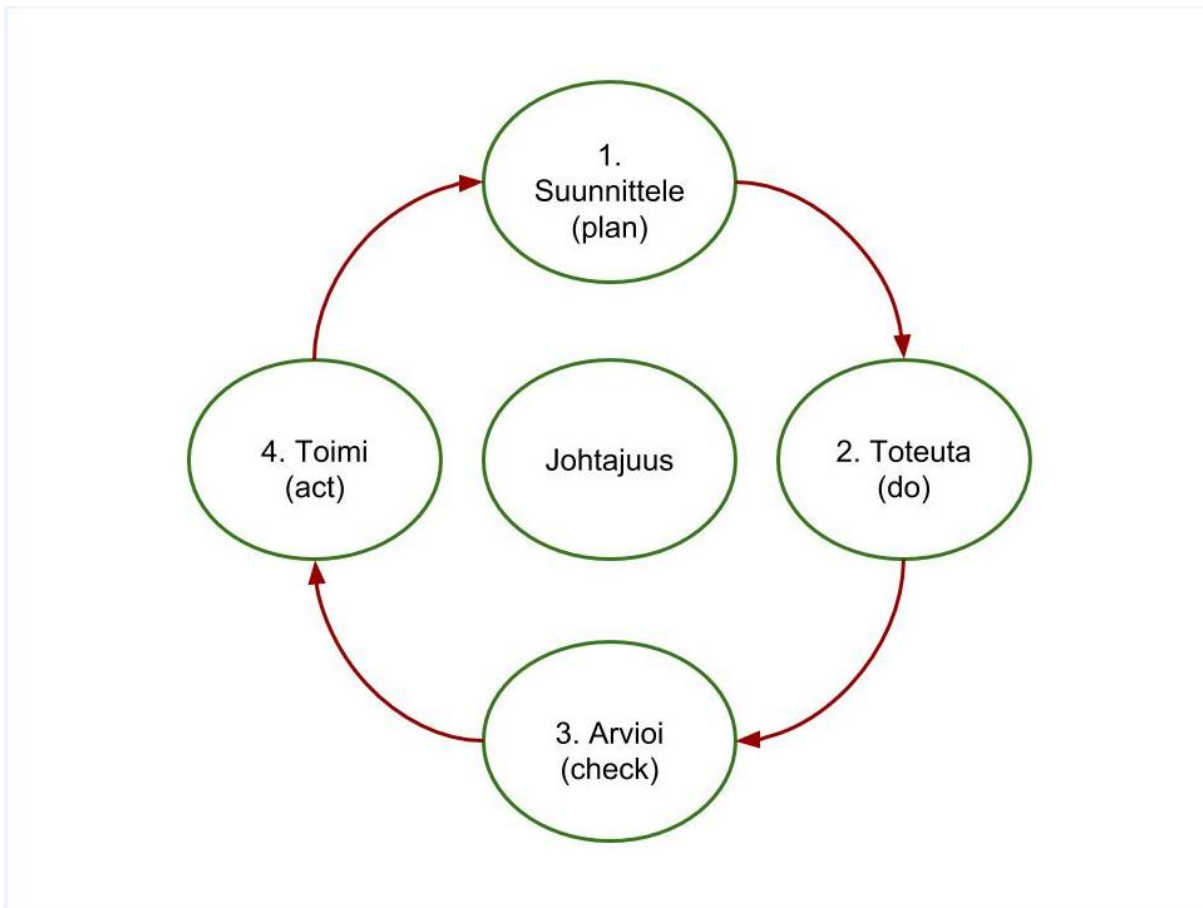 1.
Suunnittele
(plan)
4. Toimi
(act)
Johtajuus
2. Toteuta
(do)
3. Arvioi
(check)